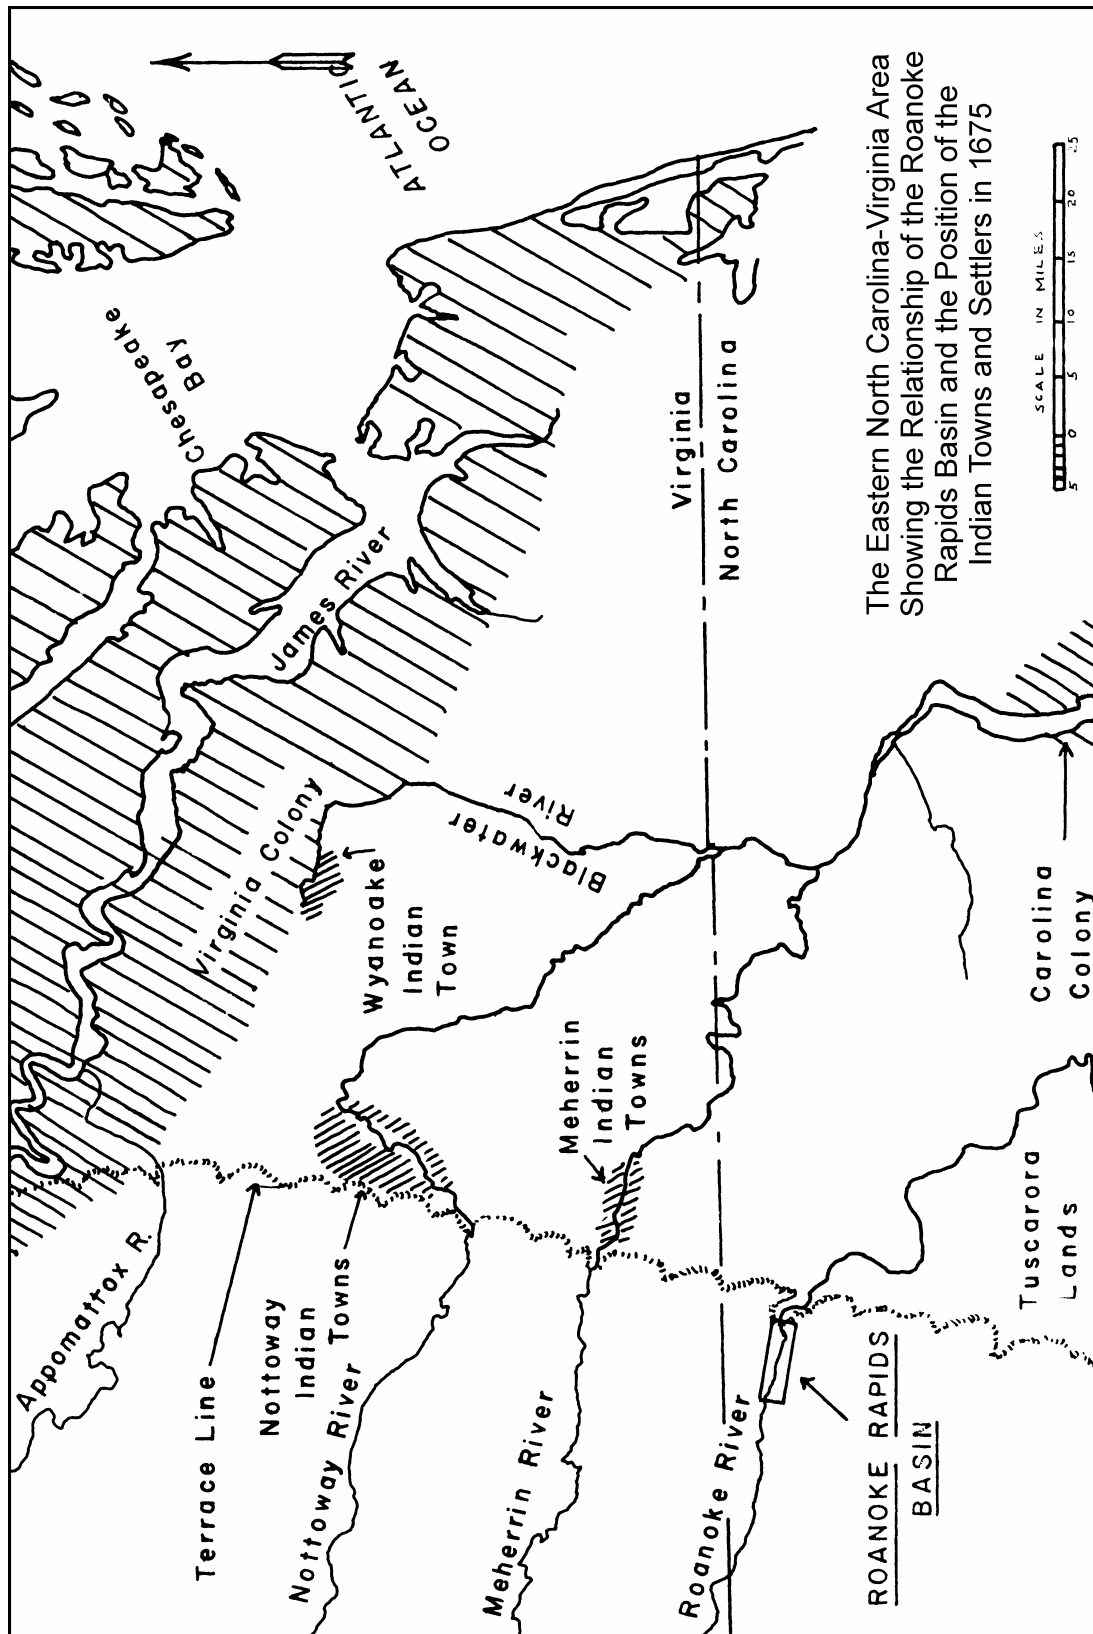 ATLANTIC
OCEAN
Chesapeake
Bay
James River
Virginia Colony
Appomattox R.
Terrace Line
Nottoway
Indian
Towns
Nottoway River
Wyanoake
Indian
Town
Blackwater
River
Meherrin
Indian
Towns
Meherrin River
Virginia
North Carolina
Roanoke River
ROANOKE RAPIDS
BASIN
Tuscarora
Lands
Carolina
Colony
The Eastern North Carolina-Virginia Area
Showing the Relationship of the Roanoke
Rapids Basin and the Position of the
Indian Towns and Settlers in 1675
SCALE IN MILES
5 0 5 10 15 20 25